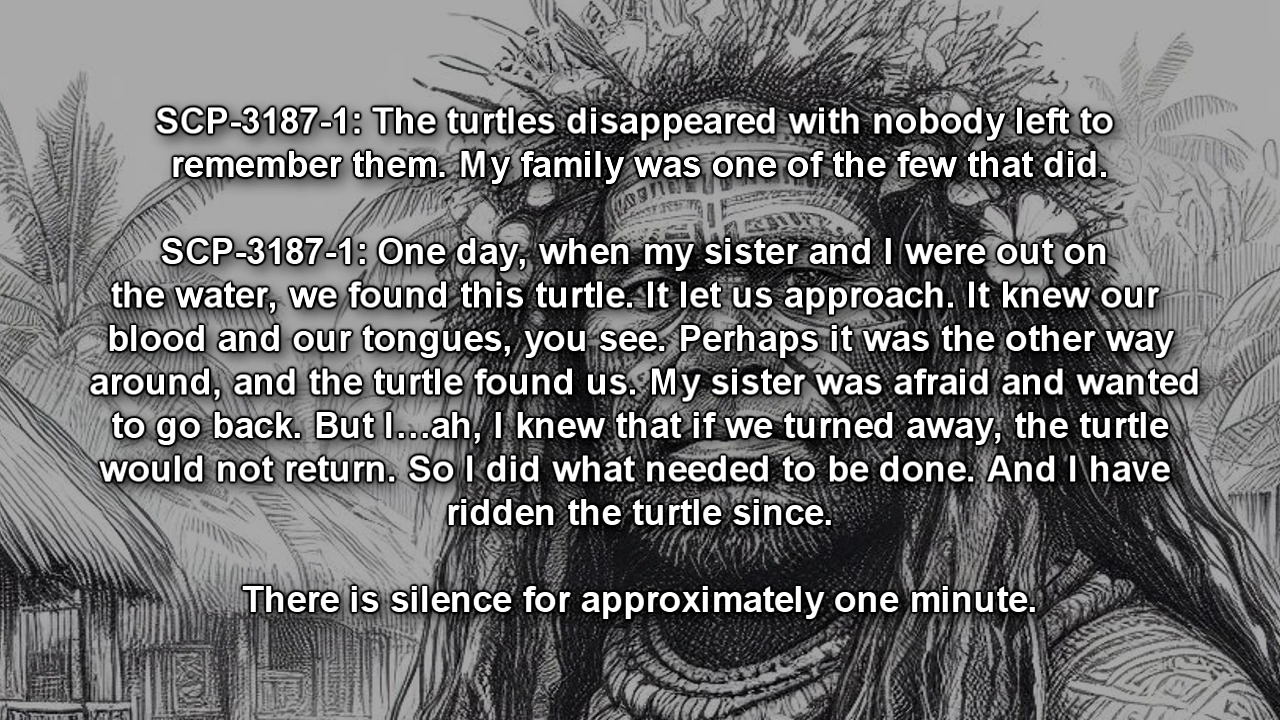 SCP-3187-1: The turtles disappeared with nobody left to
remember them. My family was one of the few that did.
SCP-3187-1: One day, when my sister and I were out on
the water, we found this turtle. It let us approach. It knew our
blood and our tongues, you see. Perhaps it was the other way
around, and the turtle found us. My sister was afraid and wanted
to go back. But I...ah, I knew that if we turned away, the turtle
would not return. So I did what needed to be done. And I have
ridden the turtle since.
There is silence for approximately one minute.